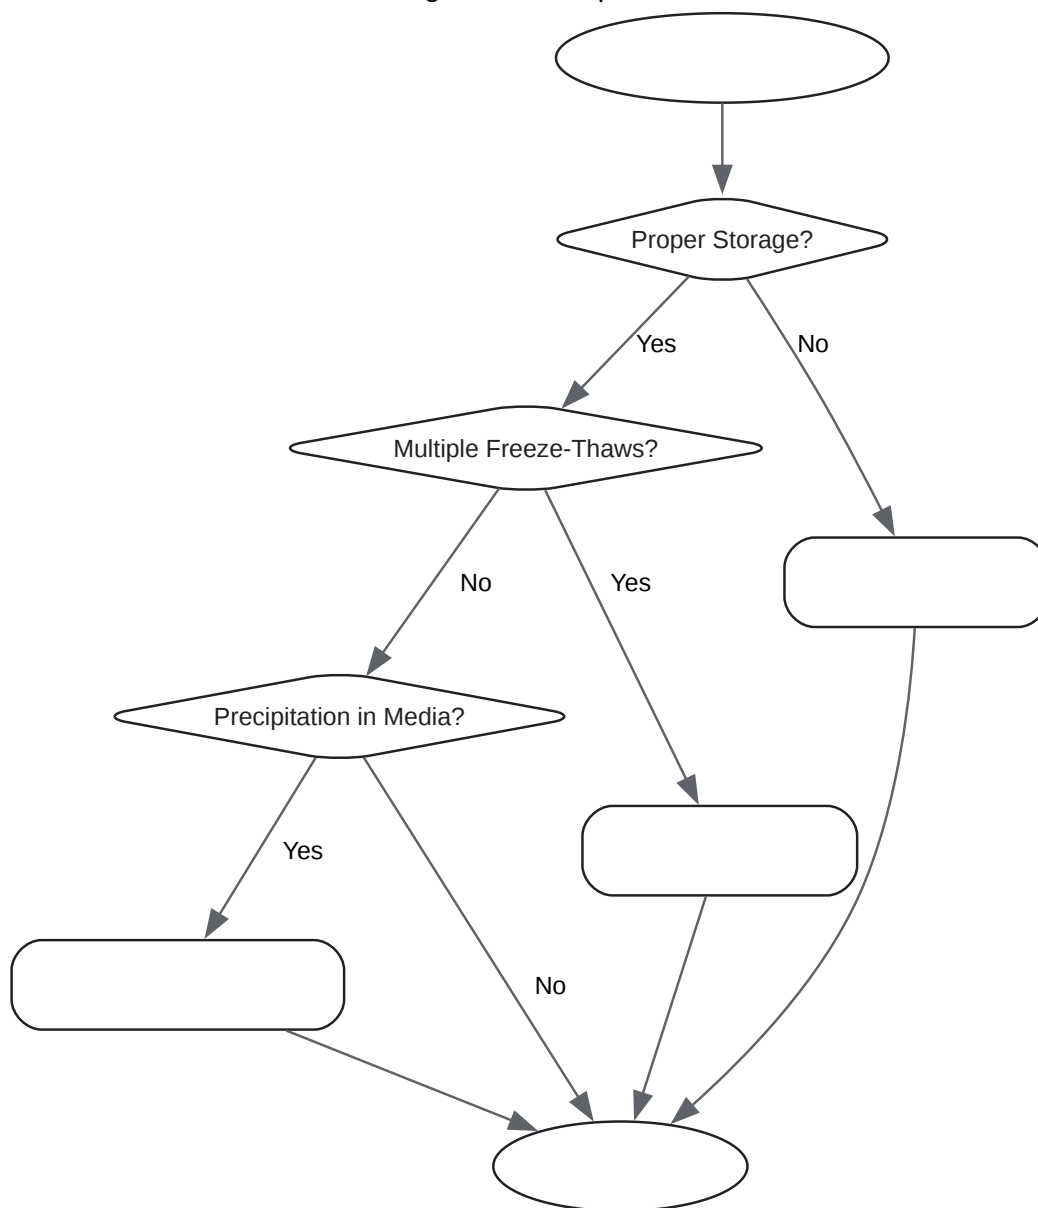 Proper Storage?
Yes
No
Multiple Freeze-Thaws?
No
Yes
Precipitation in Media?
Yes
No